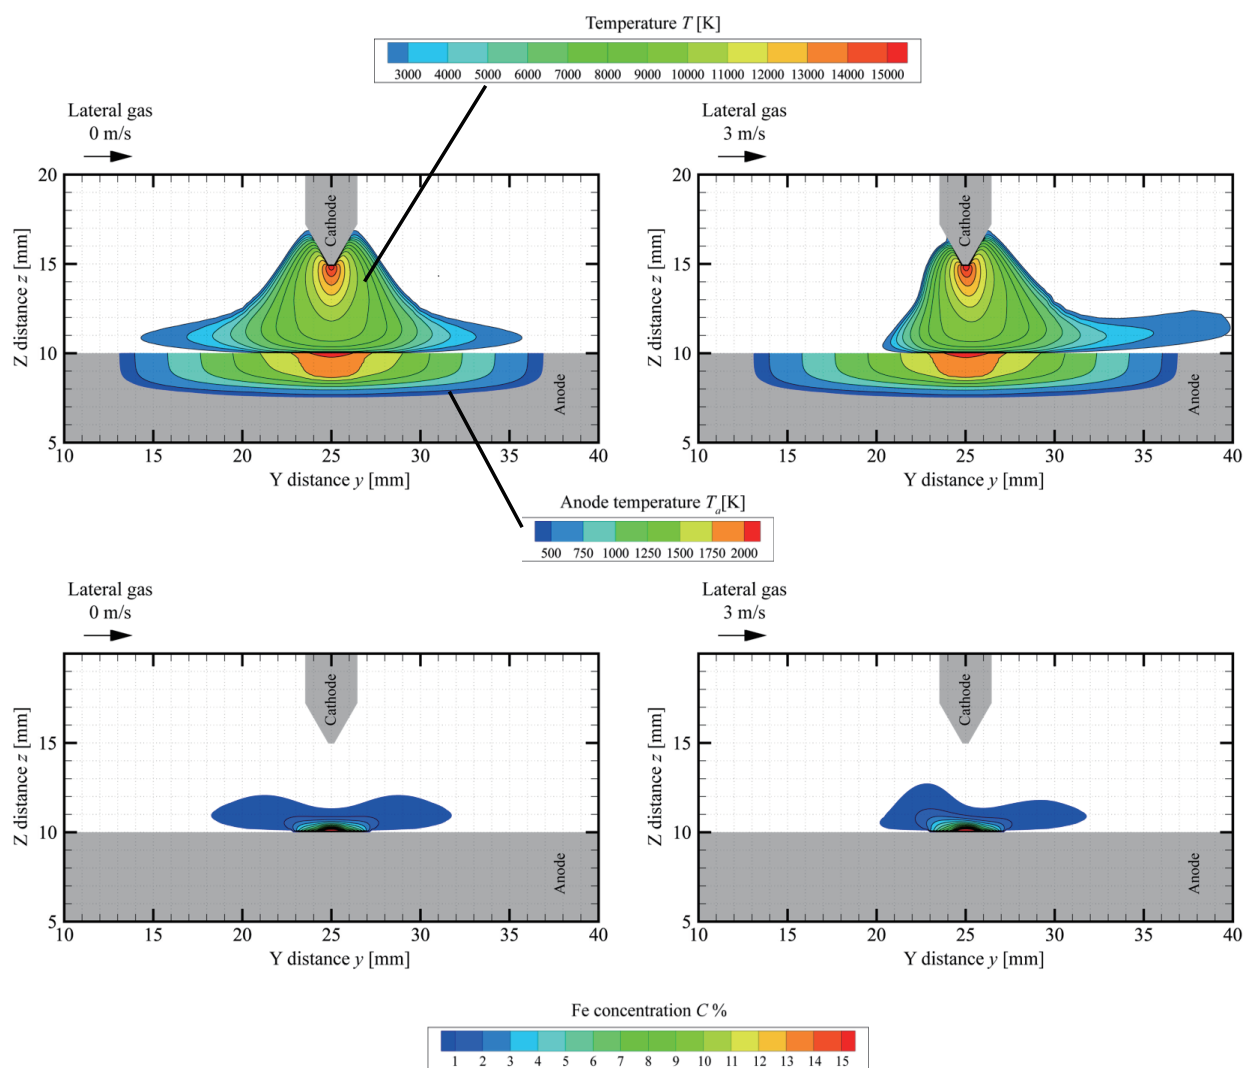 Temperature T [K]
3000 4000 5000 6000 7000 8000 9000 10000 11000 12000 13000 14000 15000
Lateral gas
0 m/s
Lateral gas
3 m/s
20
15
10
5
Z distance z [mm]
Cathode
Anode
10 15 20 25 30 35 40
Y distance y [mm]
20
15
10
5
Z distance z [mm]
Cathode
Anode
10 15 20 25 30 35 40
Y distance y [mm]
Anode temperature Ta[K]
500 750 1000 1250 1500 1750 2000
Lateral gas
0 m/s
Lateral gas
3 m/s
15
10
5
Z distance z [mm]
Cathode
Anode
10 15 20 25 30 35 40
Y distance y [mm]
15
10
5
Z distance z [mm]
Cathode
Anode
10 15 20 25 30 35 40
Y distance y [mm]
Fe concentration C %
1 2 3 4 5 6 7 8 9 10 11 12 13 14 15